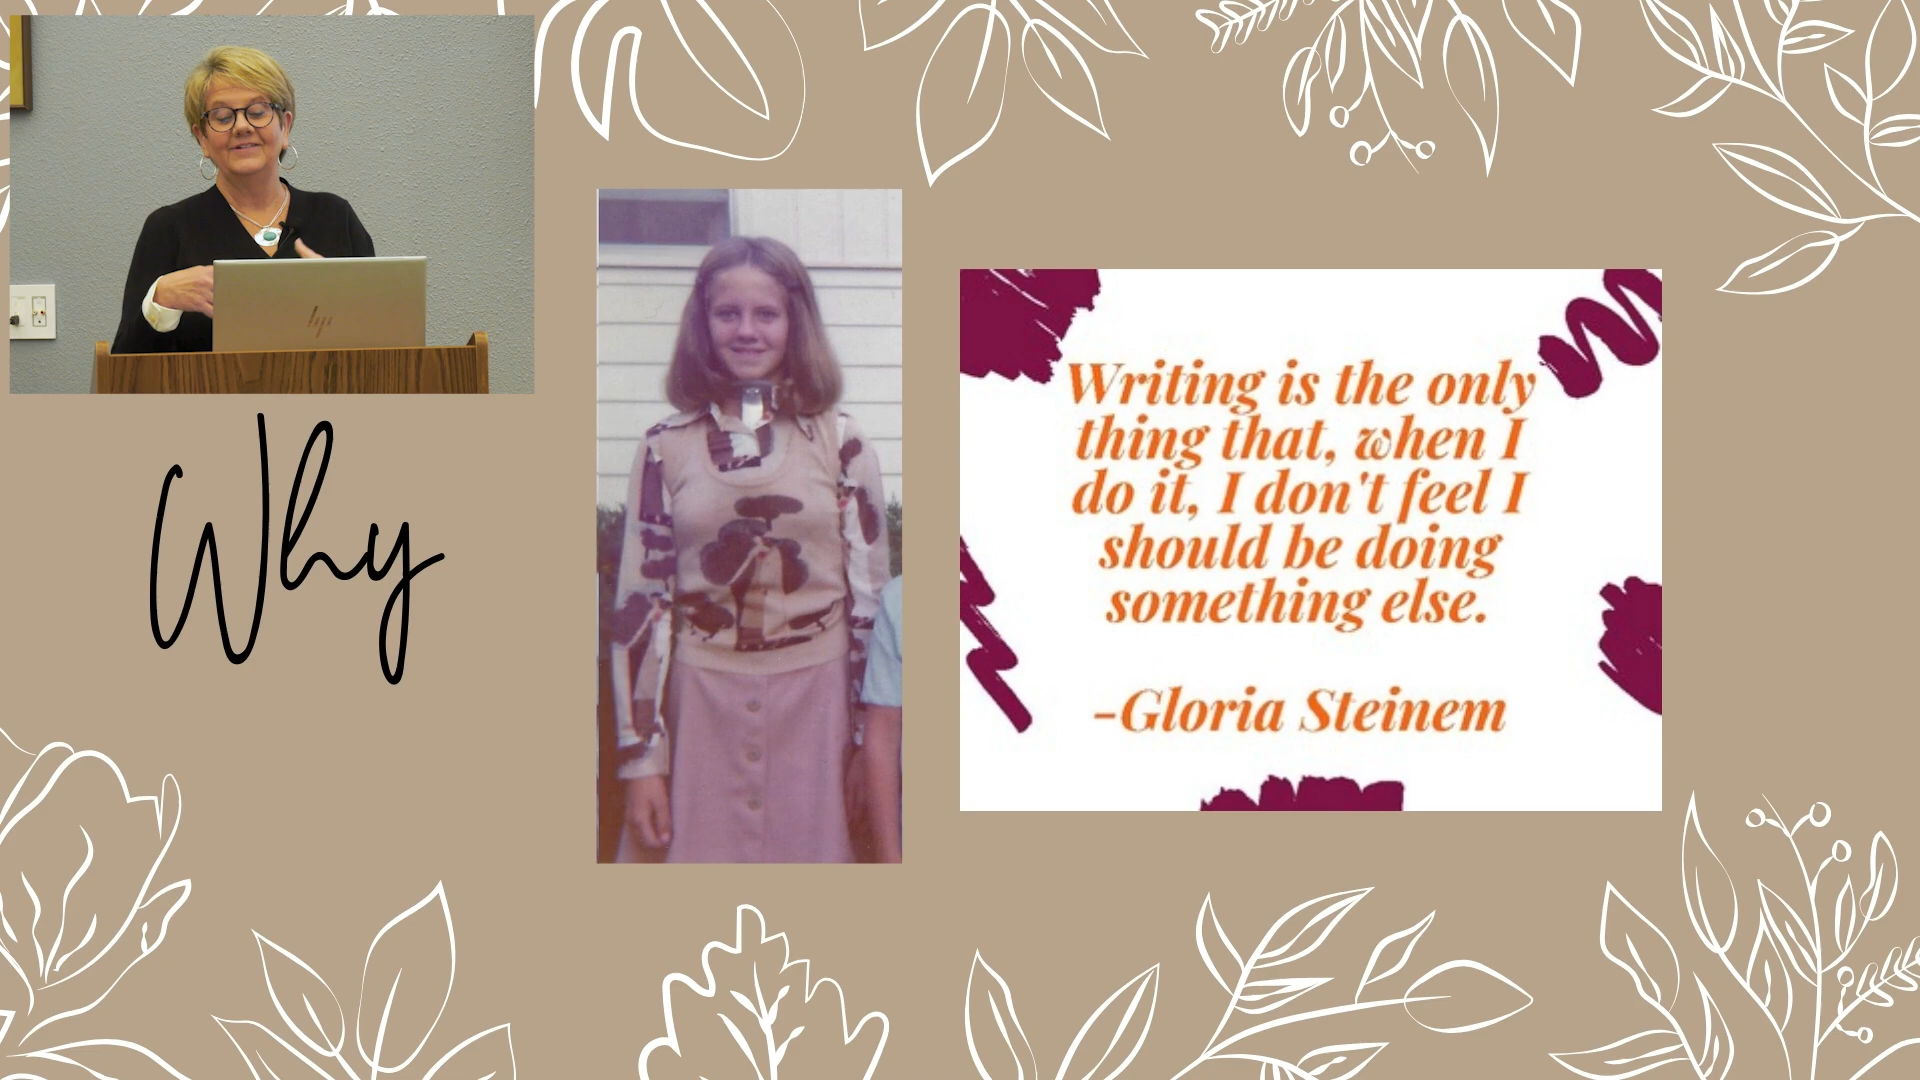 hp
Why
Writing is the only
thing that, when I
do it, I don't feel I
should be doing
something else.
-Gloria Steinem